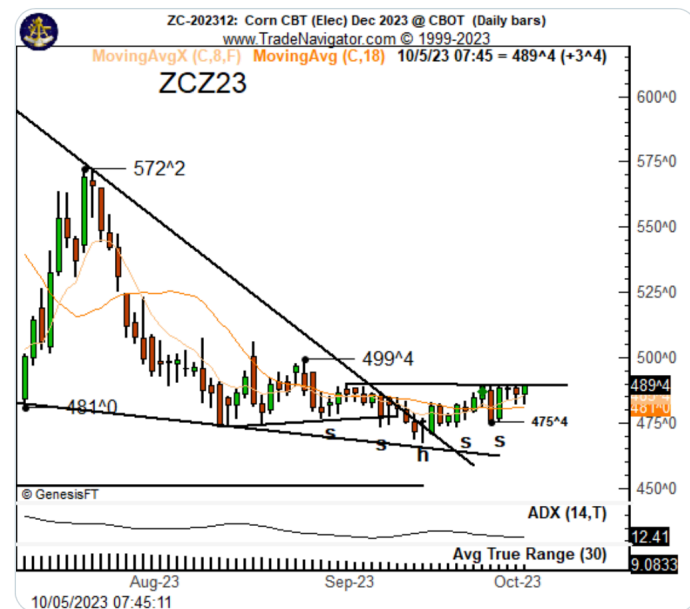 ZC-202312: Corn CBT (Elec) Dec 2023 @ CBOT (Daily bars)
www.TradeNavigator.com © 1999-2023
MovingAvgX (C,8,F) MovingAvg (C,18) 10/5/23 07:45 = 489^4 (+3^4)
ZCZ23
600^0
572^2
575^0
550^0
525^0
499^4
500^0
489^4
481^0
481^0
475^4
475^0
s s h s s
450^0
© GenesisFT
ADX (14,T)
12.41
Avg True Range (30)
9.0833
Aug-23 Sep-23 Oct-23
10/05/2023 07:45:11